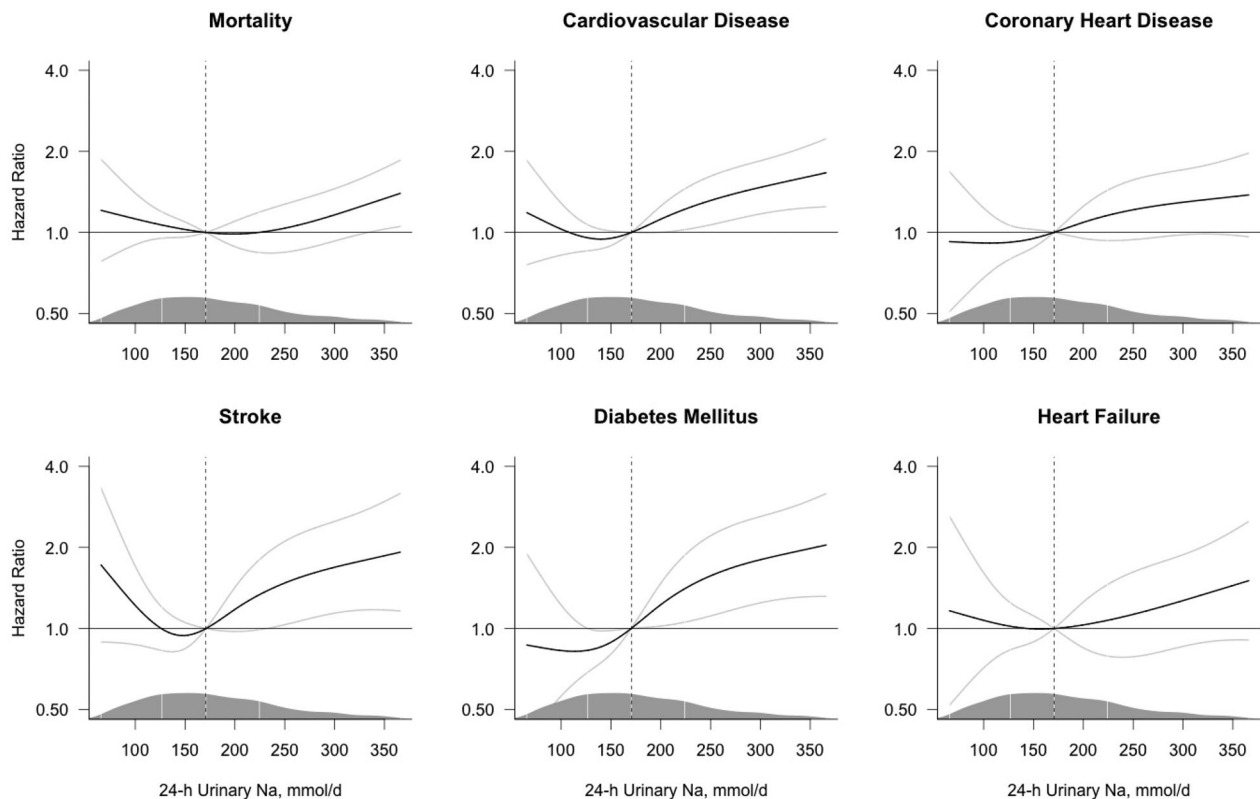 Mortality
Cardiovascular Disease
Coronary Heart Disease
Hazard Ratio
4.0
2.0
1.0
0.50
100 150 200 250 300 350
4.0
2.0
1.0
0.50
100 150 200 250 300 350
4.0
2.0
1.0
0.50
100 150 200 250 300 350
Stroke
Diabetes Mellitus
Heart Failure
Hazard Ratio
4.0
2.0
1.0
0.50
100 150 200 250 300 350
24-h Urinary Na, mmol/d
4.0
2.0
1.0
0.50
100 150 200 250 300 350
24-h Urinary Na, mmol/d
4.0
2.0
1.0
0.50
100 150 200 250 300 350
24-h Urinary Na, mmol/d